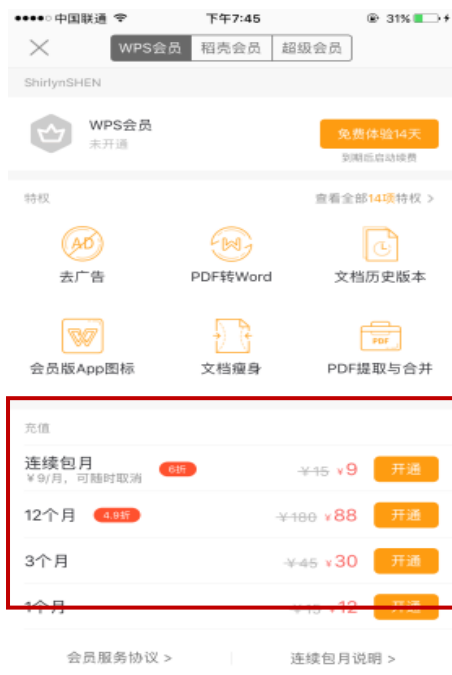 中国联通 下午7:45 31%
WPS会员 稻壳会员 超级会员
ShirlynSHEN
WPS会员
未开通
免费体验14天
到期后启动续费
特权 查看全部14项特权 >
AD
去广告 PDF转Word 文档历史版本
PDF
会员版App图标 文档瘦身 PDF提取与合并
充值
连续包月 6折 ¥15 ¥9 开通
¥9/月，可随时取消
12个月 4.9折 ¥180 ¥88 开通
3个月 ¥45 ¥30 开通
1个月 ¥15 ¥12 开通
会员服务协议 > 连续包月说明 >